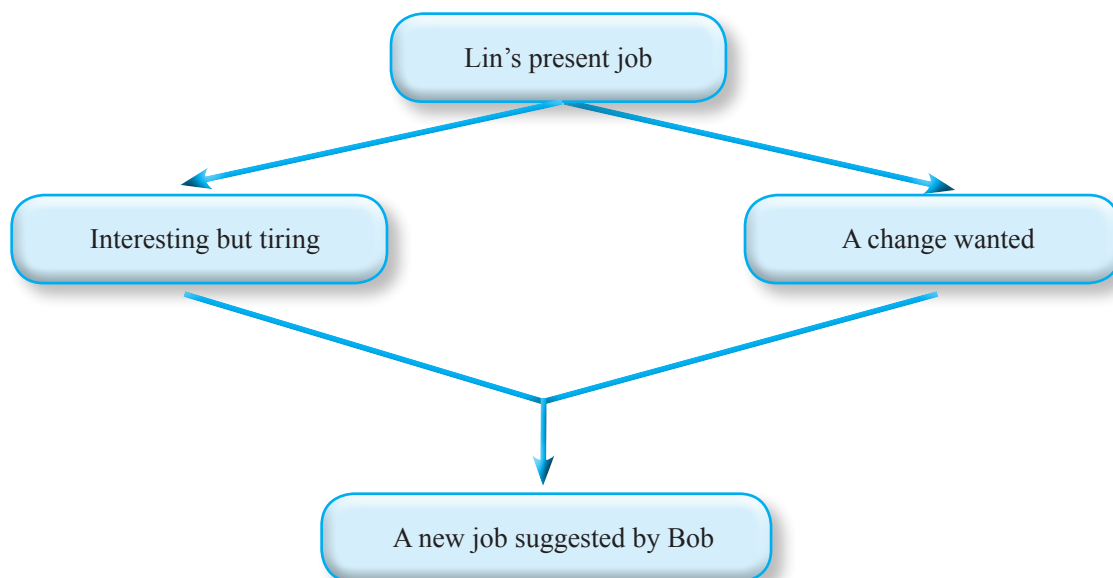 Lin’s present job
Interesting but tiring
A change wanted
A new job suggested by Bob